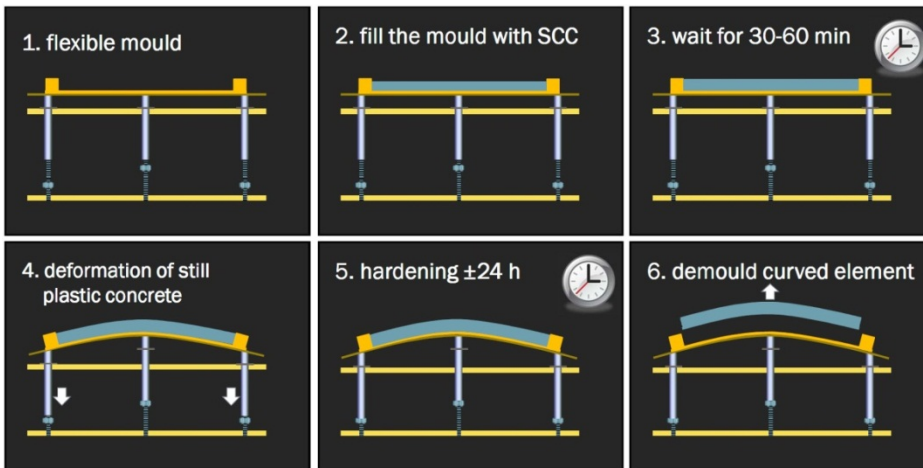 1. flexible mould
2. fill the mould with SCC
3. wait for 30-60 min
4. deformation of still
plastic concrete
5. hardening ±24 h
6. demould curved element